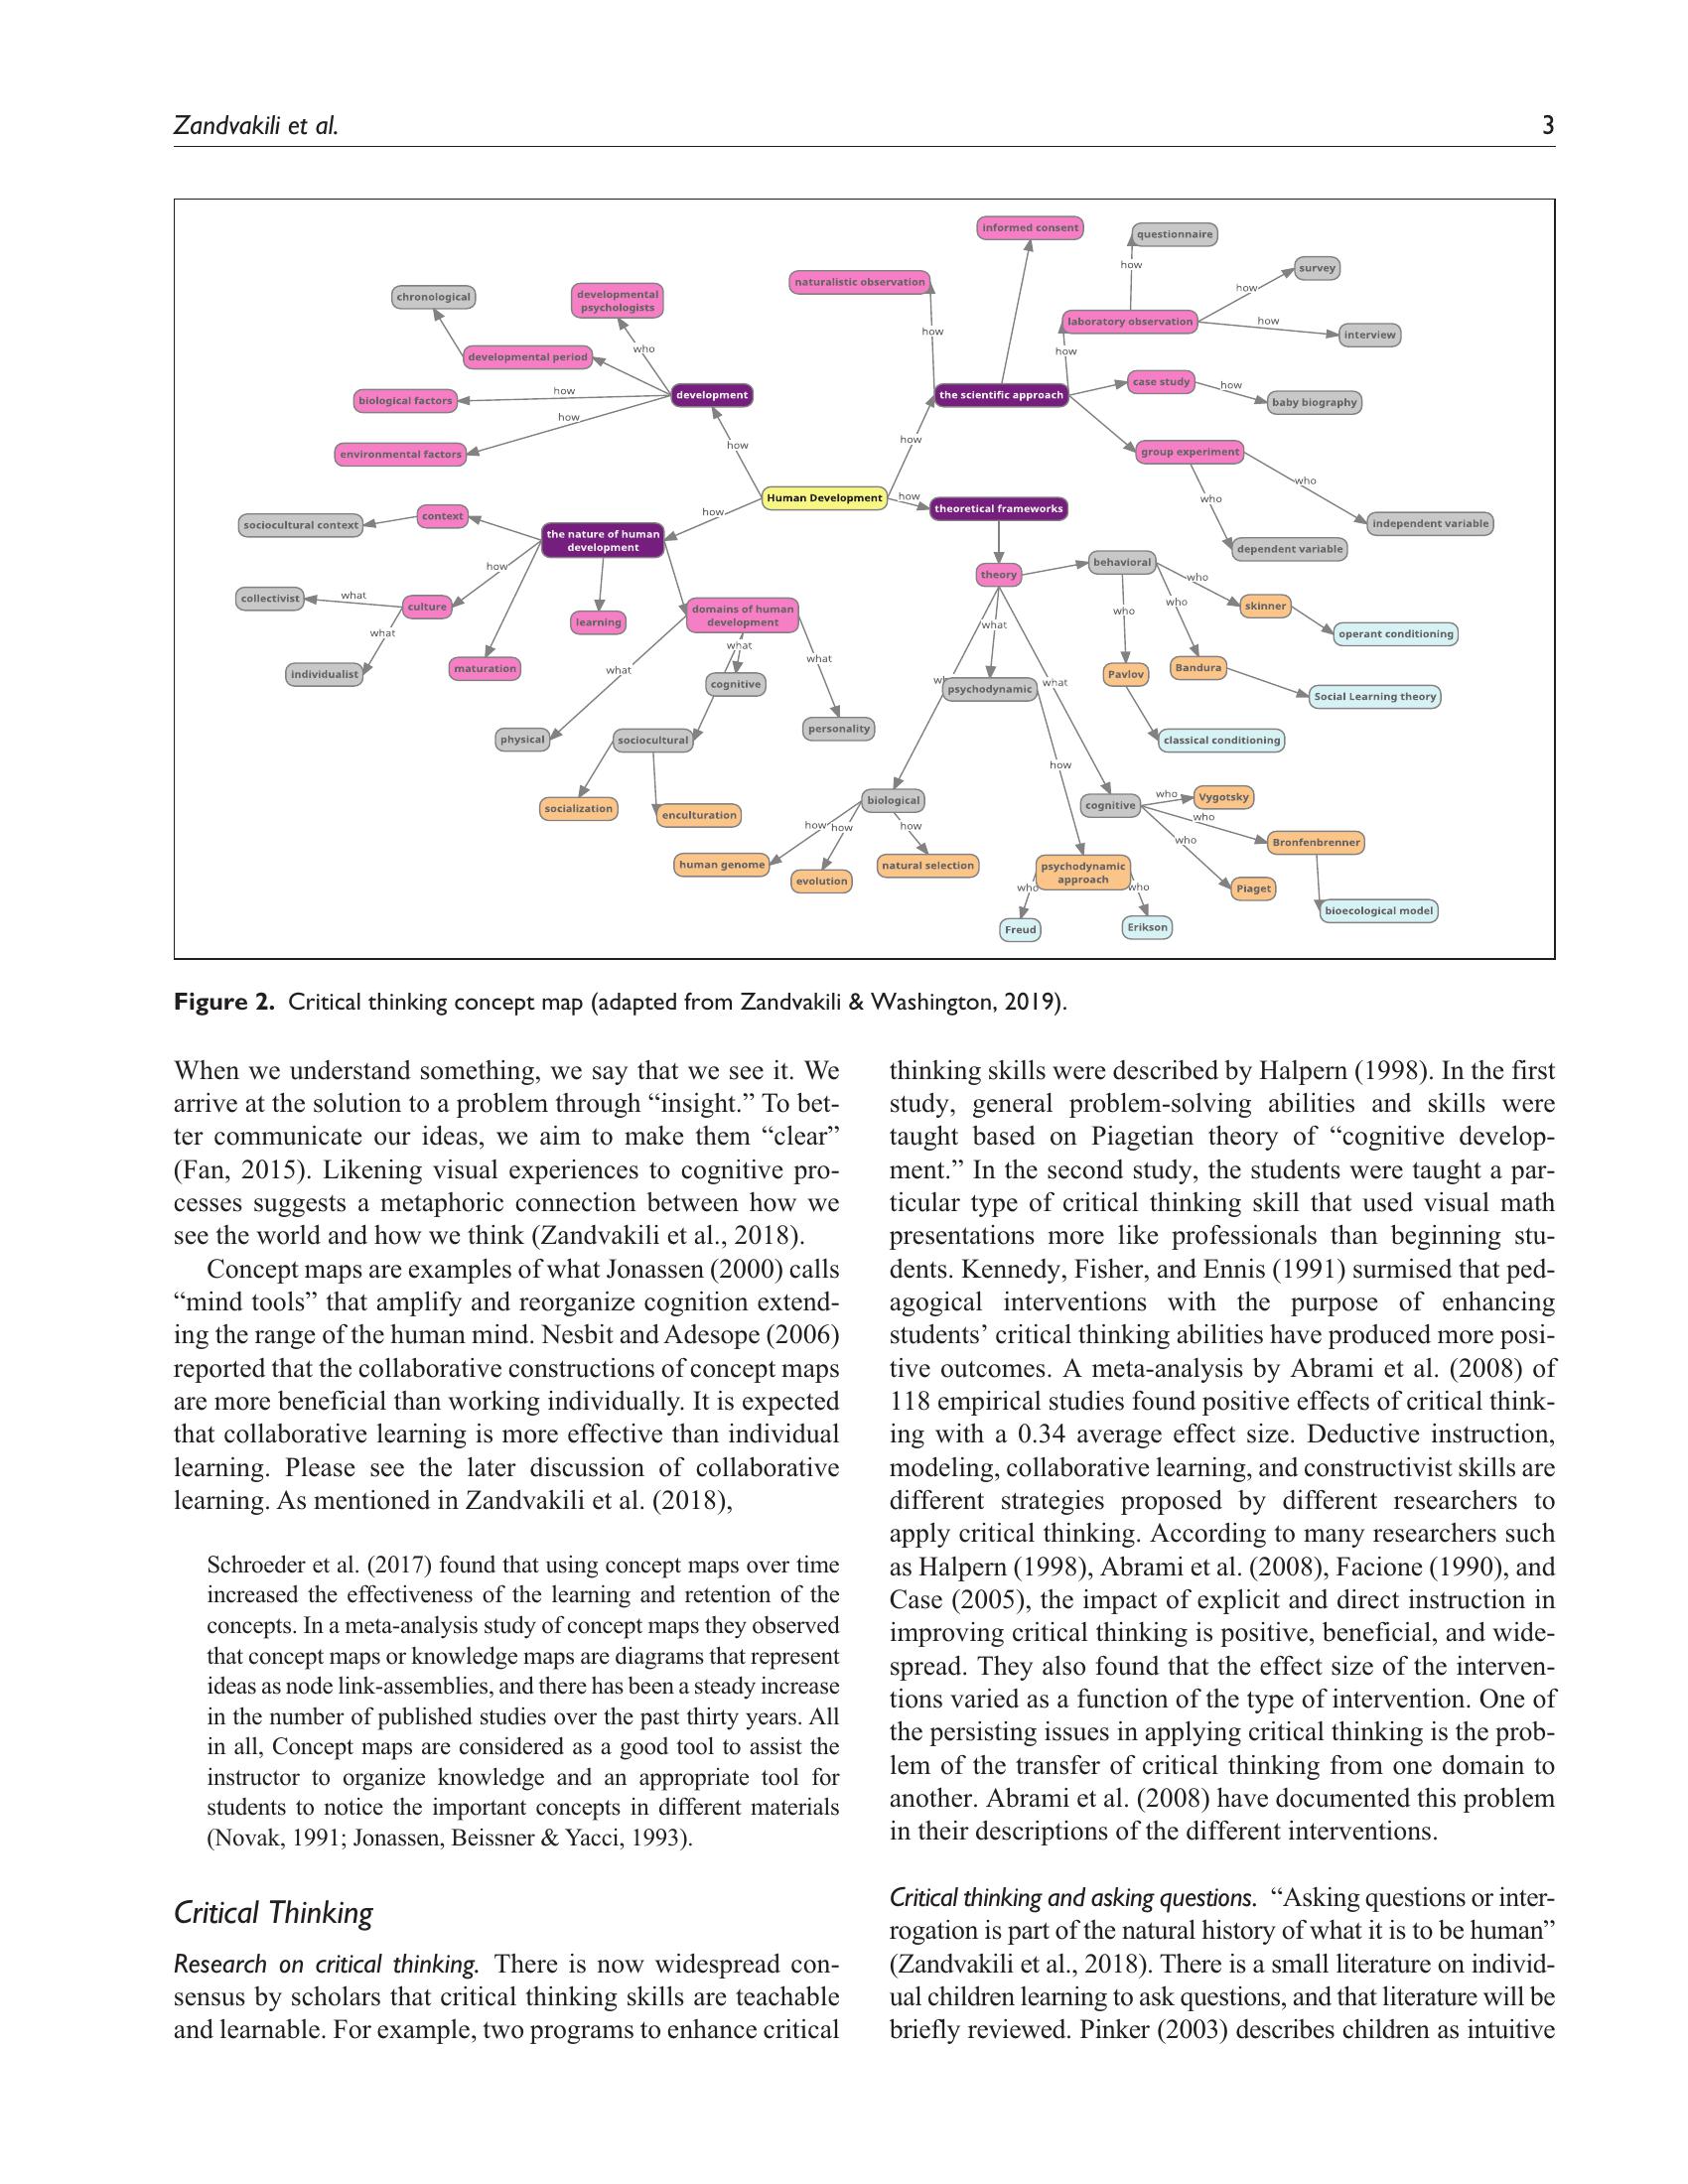 Zandvakili et al.
3
informed consent
questionnaire
how
survey
naturalistic observation
how
chronological
developmental
psychologists
laboratory observation
how
interview
how
how
who
developmental period
case study
how
baby biography
how
biological factors
development
the scientific approach
how
environmental factors
how
how
group experiment
who
who
independent variable
dependent variable
Human Development
how
theoretical frameworks
how
context
sociocultural context
the nature of human
development
how
theory
behavioral
who
who
who
skinner
operant conditioning
collectivist
what
culture
what
individualist
learning
maturation
domains of human
development
what
what
what
cognitive
physical
sociocultural
personality
socialization
enculturation
what
what
psychodynamic
Pavlov
Bandura
Social Learning theory
classical conditioning
how
biological
how
how
how
human genome
evolution
natural selection
cognitive
who
Vygotsky
who
Bronfenbrenner
who
Piaget
bioecological model
psychodynamic
approach
who
who
Freud
Erikson
Figure 2. Critical thinking concept map (adapted from Zandvakili & Washington, 2019).
When we understand something, we say that we see it. We
arrive at the solution to a problem through “insight.” To bet-
ter communicate our ideas, we aim to make them “clear”
(Fan, 2015). Likening visual experiences to cognitive pro-
cesses suggests a metaphoric connection between how we
see the world and how we think (Zandvakili et al., 2018).
Concept maps are examples of what Jonassen (2000) calls
“mind tools” that amplify and reorganize cognition extend-
ing the range of the human mind. Nesbit and Adesope (2006)
reported that the collaborative constructions of concept maps
are more beneficial than working individually. It is expected
that collaborative learning is more effective than individual
learning. Please see the later discussion of collaborative
learning. As mentioned in Zandvakili et al. (2018),
Schroeder et al. (2017) found that using concept maps over time
increased the effectiveness of the learning and retention of the
concepts. In a meta-analysis study of concept maps they observed
that concept maps or knowledge maps are diagrams that represent
ideas as node link-assemblies, and there has been a steady increase
in the number of published studies over the past thirty years. All
in all, Concept maps are considered as a good tool to assist the
instructor to organize knowledge and an appropriate tool for
students to notice the important concepts in different materials
(Novak, 1991; Jonassen, Beissner & Yacci, 1993).
Critical Thinking
Research on critical thinking. There is now widespread con-
sensus by scholars that critical thinking skills are teachable
and learnable. For example, two programs to enhance critical
thinking skills were described by Halpern (1998). In the first
study, general problem-solving abilities and skills were
taught based on Piagetian theory of “cognitive develop-
ment.” In the second study, the students were taught a par-
ticular type of critical thinking skill that used visual math
presentations more like professionals than beginning stu-
dents. Kennedy, Fisher, and Ennis (1991) surmised that ped-
agogical interventions with the purpose of enhancing
students’ critical thinking abilities have produced more posi-
tive outcomes. A meta-analysis by Abrami et al. (2008) of
118 empirical studies found positive effects of critical think-
ing with a 0.34 average effect size. Deductive instruction,
modeling, collaborative learning, and constructivist skills are
different strategies proposed by different researchers to
apply critical thinking. According to many researchers such
as Halpern (1998), Abrami et al. (2008), Facione (1990), and
Case (2005), the impact of explicit and direct instruction in
improving critical thinking is positive, beneficial, and wide-
spread. They also found that the effect size of the interven-
tions varied as a function of the type of intervention. One of
the persisting issues in applying critical thinking is the prob-
lem of the transfer of critical thinking from one domain to
another. Abrami et al. (2008) have documented this problem
in their descriptions of the different interventions.
Critical thinking and asking questions. “Asking questions or inter-
rogation is part of the natural history of what it is to be human”
(Zandvakili et al., 2018). There is a small literature on individ-
ual children learning to ask questions, and that literature will be
briefly reviewed. Pinker (2003) describes children as intuitive